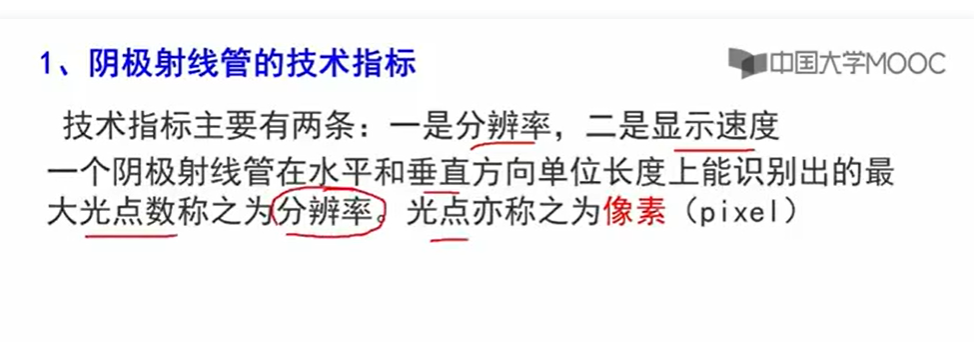 1、阴极射线管的技术指标
中国大学MOOC
技术指标主要有两条：一是分辨率，二是显示速度
一个阴极射线管在水平和垂直方向单位长度上能识别出的最
大光点数称之为分辨率。光点亦称之为像素（pixel）